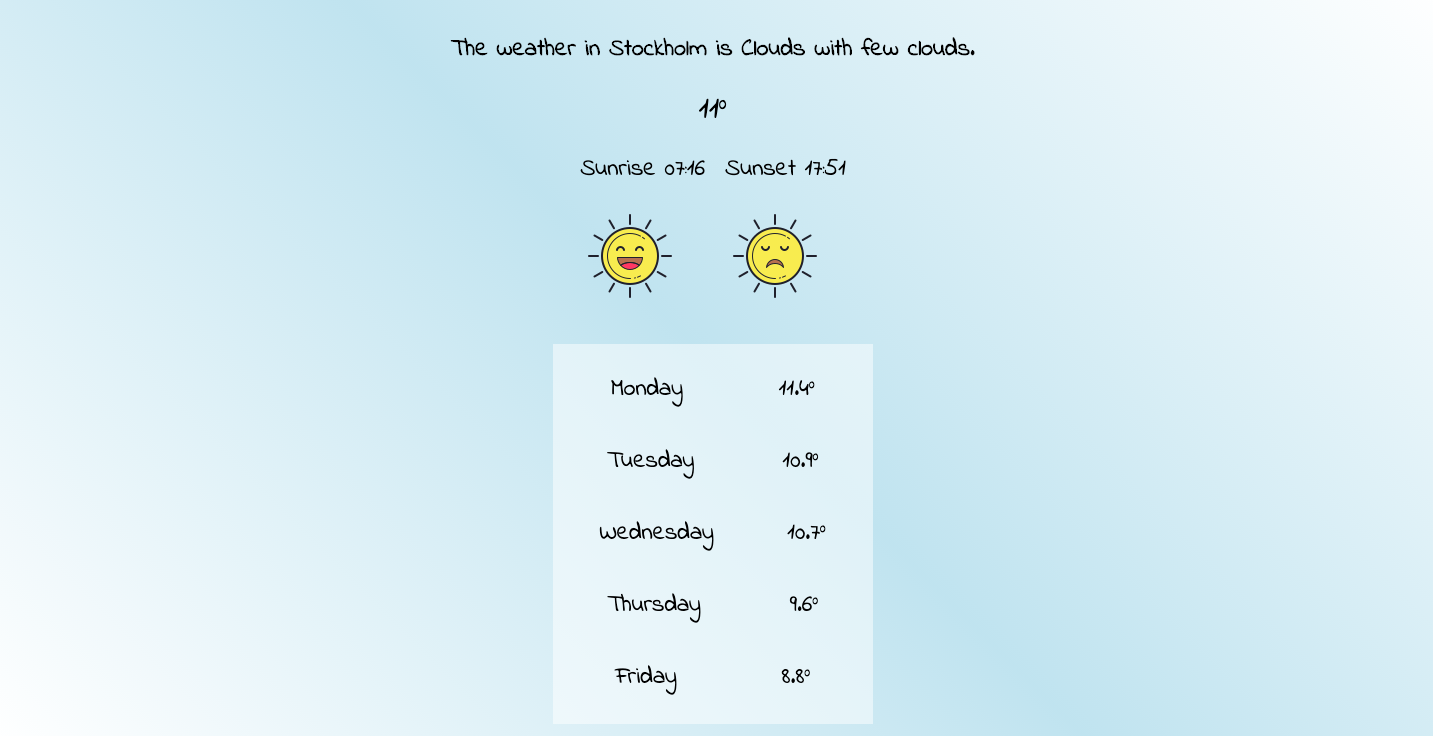 The weather in Stockholm is Clouds with few clouds.
11°
Sunrise 07:16 Sunset 17:51
Monday 11.4°
Tuesday 10.9°
Wednesday 10.7°
Thursday 9.6°
Friday 8.8°